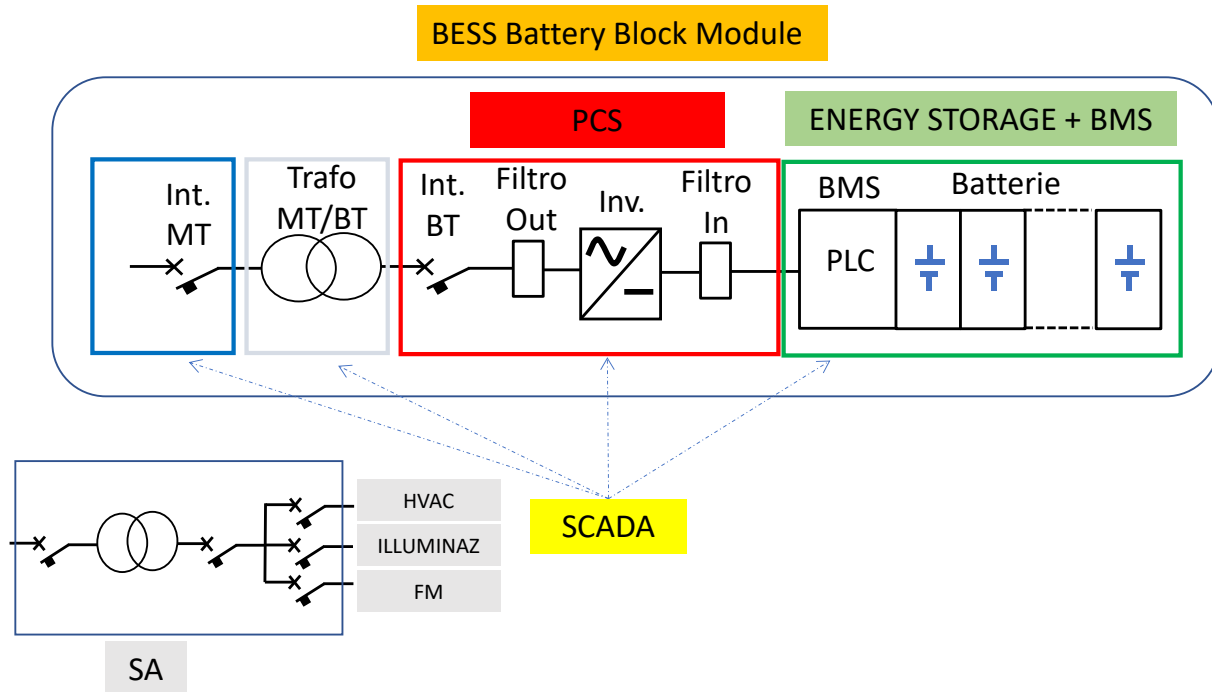 BESS Battery Block Module
PCS
ENERGY STORAGE + BMS
Int.
MT
Trafo
MT/BT
Int.
BT
Filtro
Out
Inv.
Filtro
In
BMS
Batterie
PLC
HVAC
ILLUMINAZ
FM
SCADA
SA